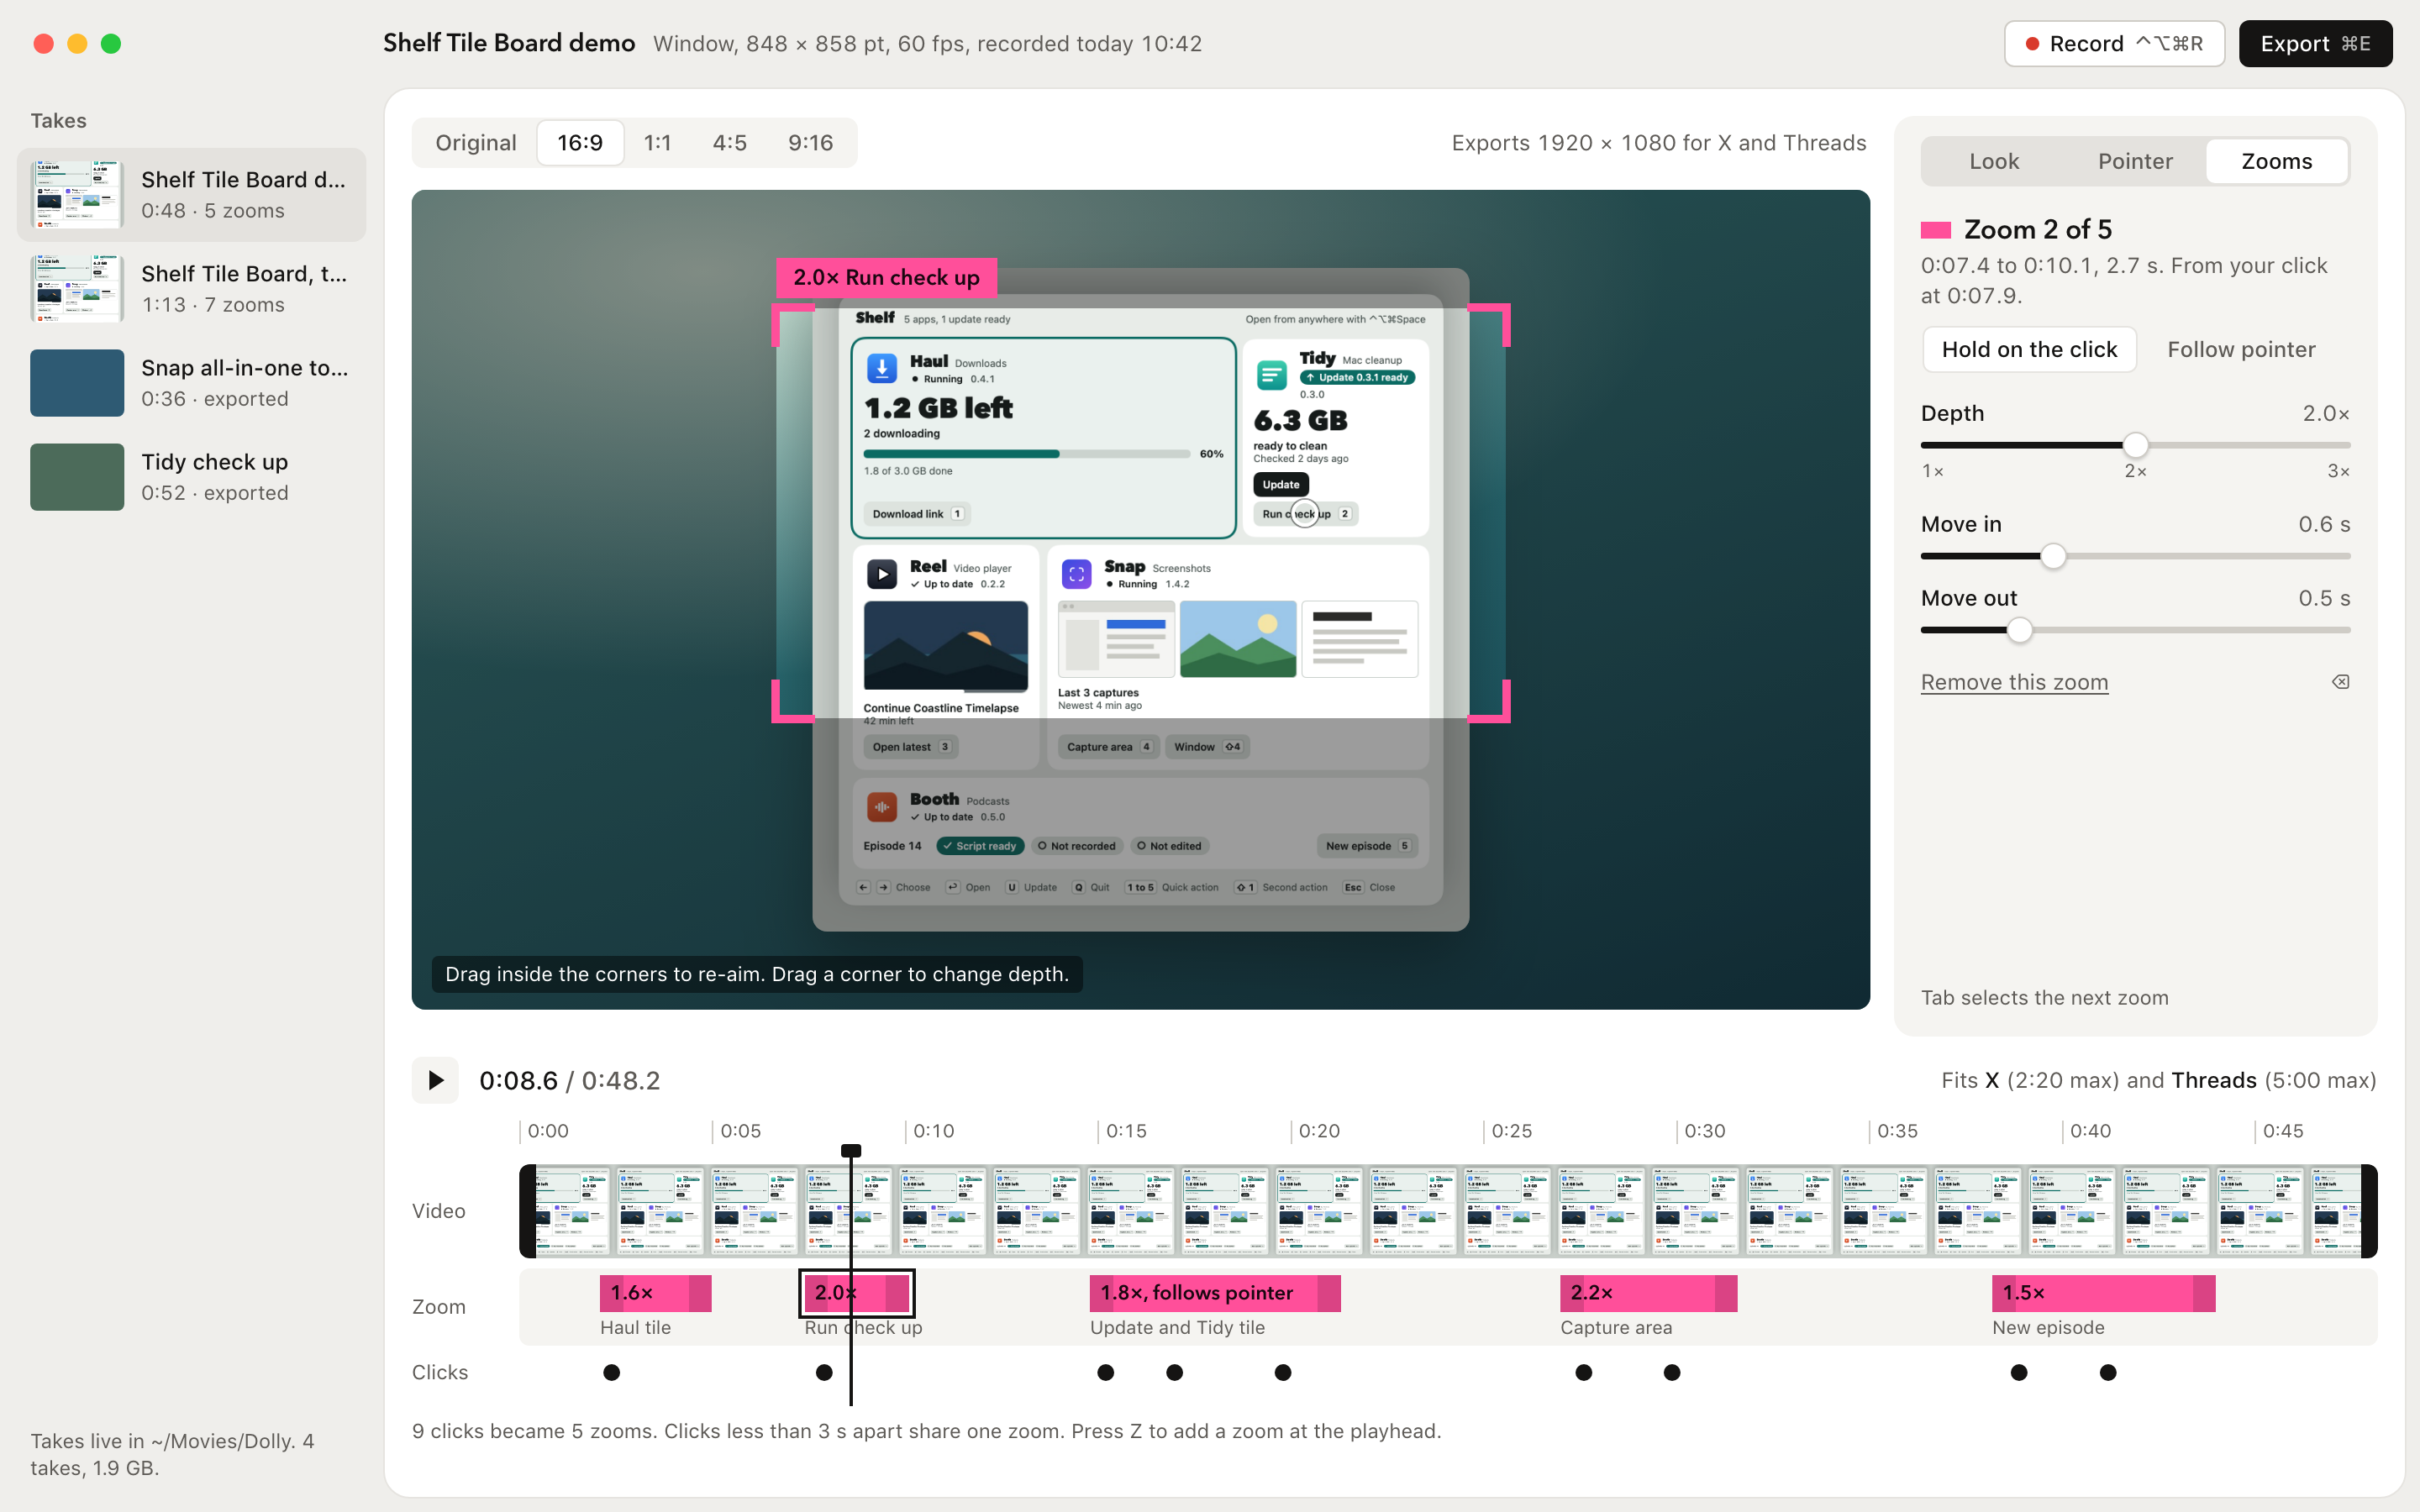 Shelf Tile Board demo Window, 848 × 858 pt, 60 fps, recorded today 10:42
Record ^⌥⌘R
Export ⌘E
Takes
Shelf Tile Board d...
0:48 · 5 zooms
Shelf Tile Board, t...
1:13 · 7 zooms
Snap all-in-one to...
0:36 · exported
Tidy check up
0:52 · exported
Takes live in ~/Movies/Dolly. 4
takes, 1.9 GB.
Original 16:9 1:1 4:5 9:16
Exports 1920 × 1080 for X and Threads
2.0× Run check up
Shelf 5 apps, 1 update ready
Open from anywhere with ^⌥⌘Space
Haul Downloads
Running 0.4.1
1.2 GB left
2 downloading
60%
1.8 of 3.0 GB done
Download link 1
Tidy Mac cleanup
↑ Update 0.3.1 ready
0.3.0
6.3 GB
ready to clean
Checked 2 days ago
Update
Run check up 2
Reel Video player
✓ Up to date 0.2.2
Continue Coastline Timelapse
42 min left
Open latest 3
Snap Screenshots
Running 1.4.2
Last 3 captures
Newest 4 min ago
Capture area 4 Window ⇧4
Booth Podcasts
✓ Up to date 0.5.0
Episode 14 ✓ Script ready Not recorded Not edited New episode 5
← → Choose ↩ Open U Update Q Quit 1 to 5 Quick action ⇧ 1 Second action Esc Close
Drag inside the corners to re-aim. Drag a corner to change depth.
Look Pointer Zooms
Zoom 2 of 5
0:07.4 to 0:10.1, 2.7 s. From your click
at 0:07.9.
Hold on the click Follow pointer
Depth 2.0×
1× 2× 3×
Move in 0.6 s
Move out 0.5 s
Remove this zoom ⌫
Tab selects the next zoom
0:08.6 / 0:48.2
Fits X (2:20 max) and Threads (5:00 max)
0:00 0:05 0:10 0:15 0:20 0:25 0:30 0:35 0:40 0:45
Video
Zoom
1.6× 2.0× 1.8×, follows pointer 2.2× 1.5×
Haul tile Run check up Update and Tidy tile Capture area New episode
Clicks
9 clicks became 5 zooms. Clicks less than 3 s apart share one zoom. Press Z to add a zoom at the playhead.